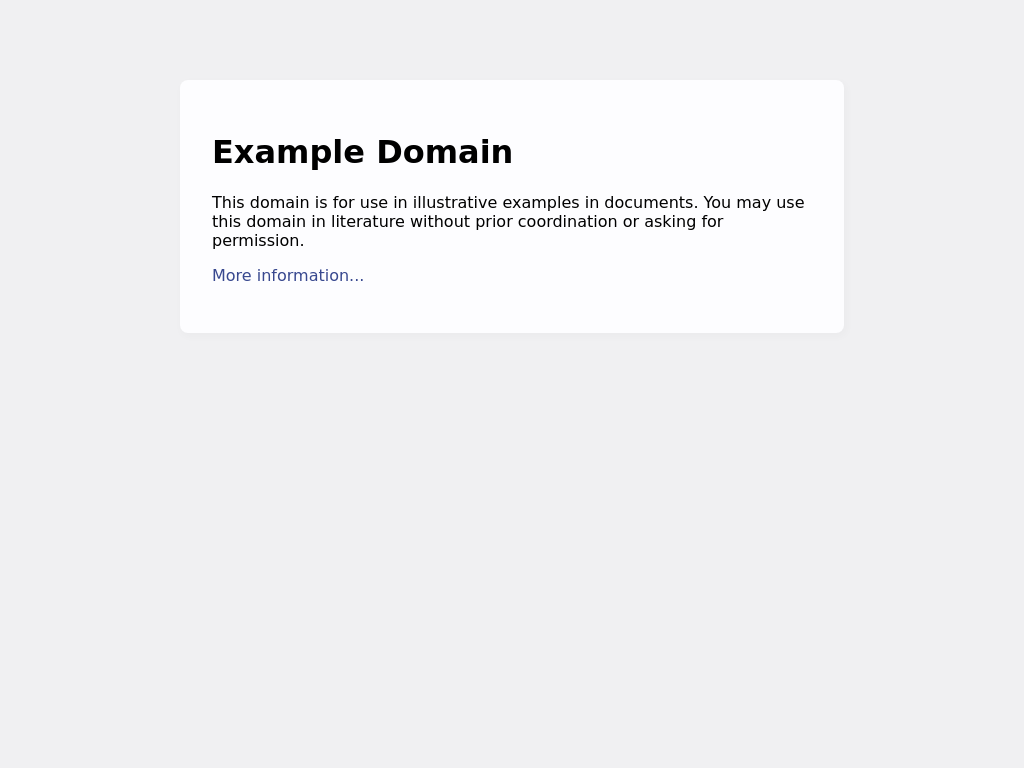 Example Domain
This domain is for use in illustrative examples in documents. You may use
this domain in literature without prior coordination or asking for
permission.
More information...